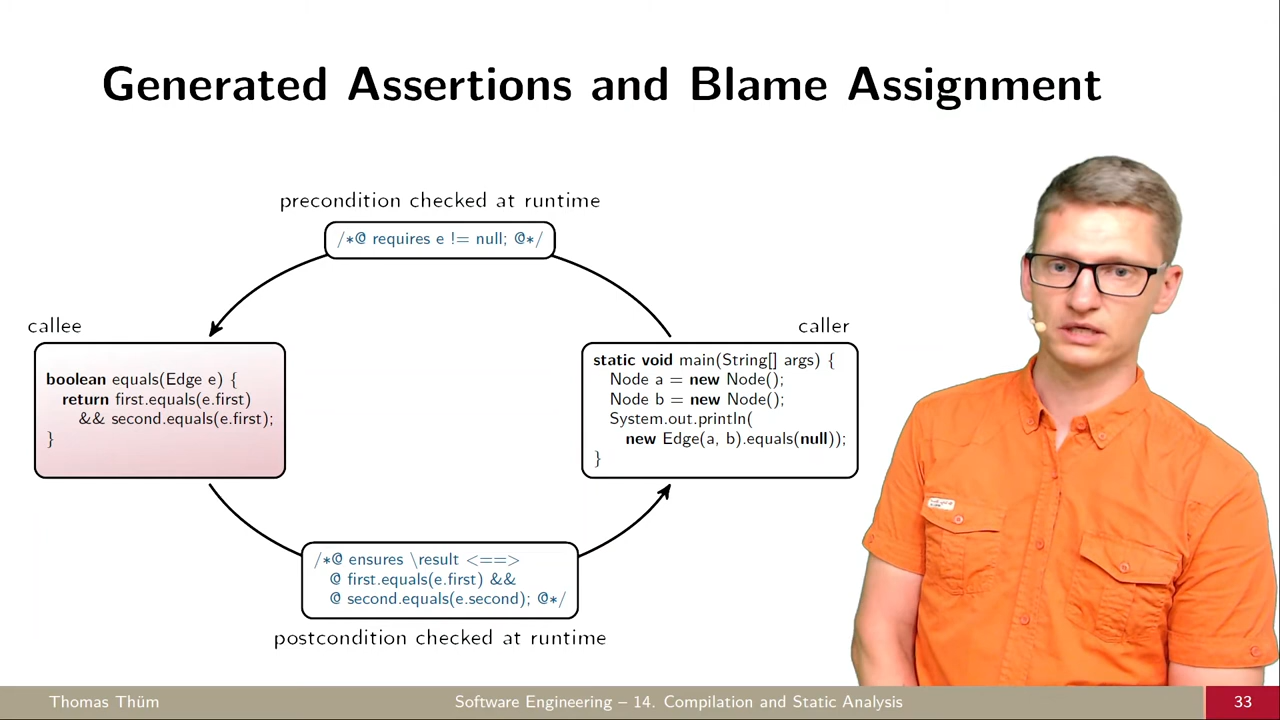 Generated Assertions and Blame Assignment
precondition checked at runtime
/*@ requires e != null; @*/
callee
boolean equals(Edge e) {
return first.equals(e.first)
&& second.equals(e.first);
}
caller
static void main(String[] args) {
Node a = new Node();
Node b = new Node();
System.out.println(
new Edge(a, b).equals(null));
}
/*@ ensures \result <==>
@ first.equals(e.first) &&
@ second.equals(e.second); @*/
postcondition checked at runtime
Thomas Thüm
Software Engineering – 14. Compilation and Static Analysis
33